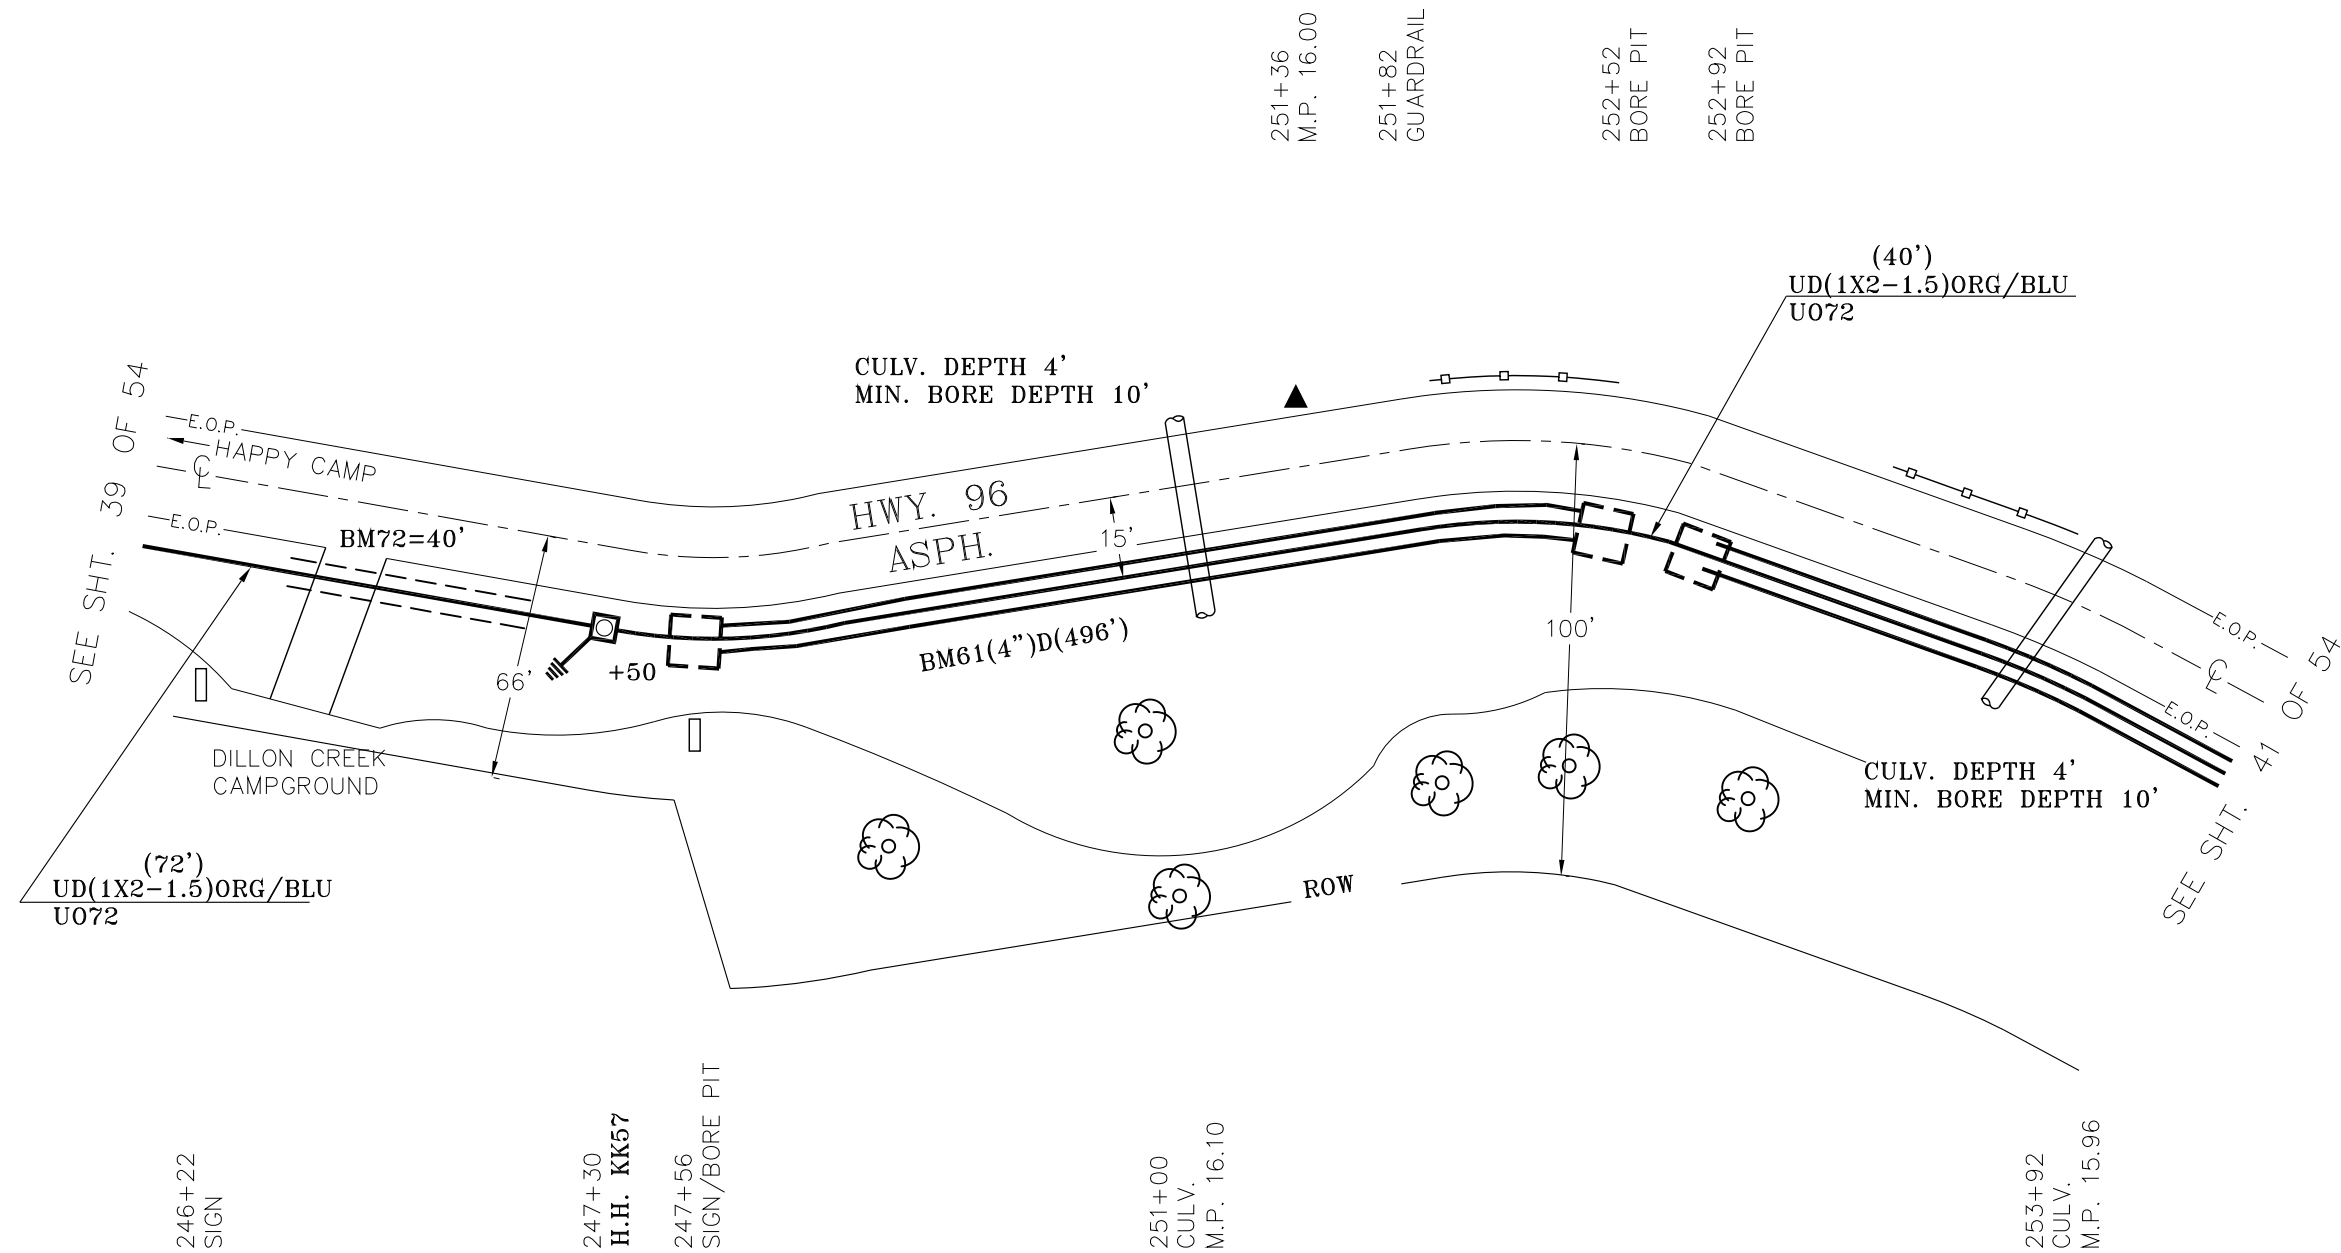 251+36
M.P. 16.00
251+82
GUARDRAIL
252+52
BORE PIT
252+92
BORE PIT
(40')
UD(1X2-1.5)ORG/BLU
UO72
CULV. DEPTH 4'
MIN. BORE DEPTH 10'
SEE SHT. 39 OF 54
E.O.P.
HAPPY CAMP
CL
E.O.P.
BM72=40'
HWY. 96
ASPH.
15'
66'
+50
BM61(4")D(496')
100'
E.O.P.
CL
E.O.P.
SEE SHT. 41 OF 54
DILLON CREEK
CAMPGROUND
CULV. DEPTH 4'
MIN. BORE DEPTH 10'
(72')
UD(1X2-1.5)ORG/BLU
UO72
ROW
246+22
SIGN
247+30
H.H. KK57
247+56
SIGN/BORE PIT
251+00
CULV.
M.P. 16.10
253+92
CULV.
M.P. 15.96